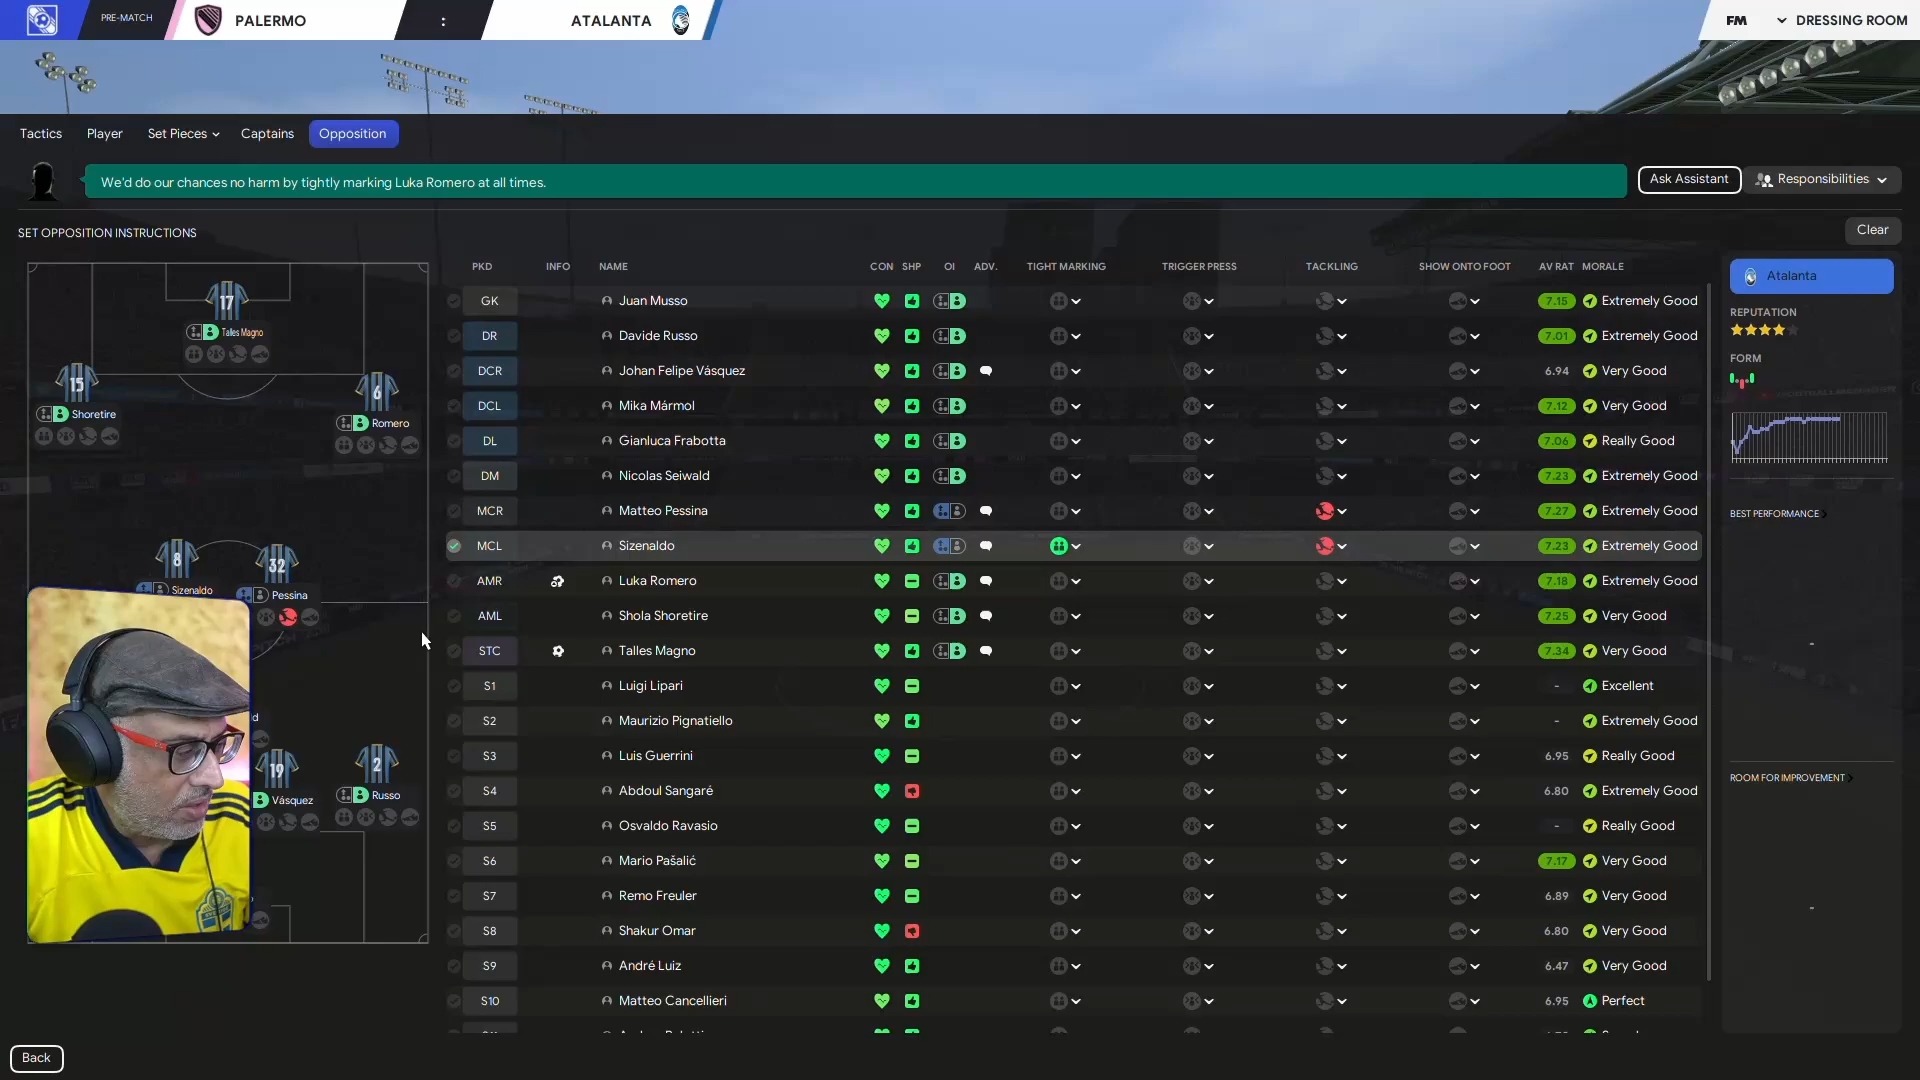 PRE-MATCH
PALERMO
:
ATALANTA
FM
DRESSING ROOM
Tactics
Player
Set Pieces
Captains
Opposition
We'd do our chances no harm by tightly marking Luka Romero at all times.
Ask Assistant
Responsibilities
SET OPPOSITION INSTRUCTIONS
Clear
17
Talles Magno
15
Shoretire
6
Romero
8
Sizenaldo
32
Pessina
19
Vásquez
2
Russo
PKD INFO NAME CON SHP OI ADV. TIGHT MARKING TRIGGER PRESS TACKLING SHOW ONTO FOOT AV RAT MORALE
GK Juan Musso 7.15 Extremely Good
DR Davide Russo 7.01 Extremely Good
DCR Johan Felipe Vásquez 6.94 Very Good
DCL Mika Mármol 7.12 Very Good
DL Gianluca Frabotta 7.06 Really Good
DM Nicolas Seiwald 7.23 Extremely Good
MCR Matteo Pessina 7.27 Extremely Good
MCL Sizenaldo 7.23 Extremely Good
AMR Luka Romero 7.18 Extremely Good
AML Shola Shoretire 7.25 Very Good
STC Talles Magno 7.34 Very Good
S1 Luigi Lipari - Excellent
S2 Maurizio Pignatiello - Extremely Good
S3 Luis Guerrini 6.95 Really Good
S4 Abdoul Sangaré 6.80 Extremely Good
S5 Osvaldo Ravasio - Really Good
S6 Mario Pašalić 7.17 Very Good
S7 Remo Freuler 6.89 Very Good
S8 Shakur Omar 6.80 Very Good
S9 André Luiz 6.47 Very Good
S10 Matteo Cancellieri 6.95 Perfect
Atalanta
REPUTATION
FORM
BEST PERFORMANCE
-
ROOM FOR IMPROVEMENT
-
Back